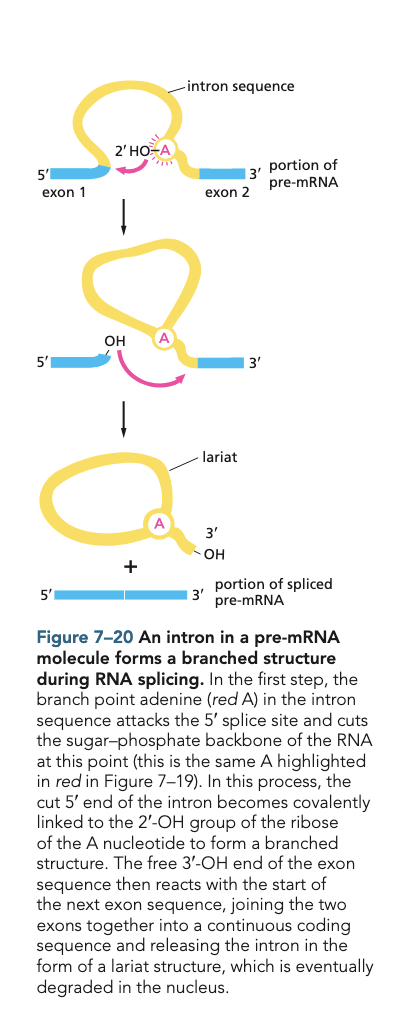 intron sequence
2′ HO A
5′ 3′ portion of
pre-mRNA
exon 1 exon 2
OH
A
5′ 3′
lariat
A
3′
OH
+
5′ 3′ portion of spliced
pre-mRNA
Figure 7–20 An intron in a pre-mRNA
molecule forms a branched structure
during RNA splicing. In the first step, the
branch point adenine (red A) in the intron
sequence attacks the 5′ splice site and cuts
the sugar–phosphate backbone of the RNA
at this point (this is the same A highlighted
in red in Figure 7–19). In this process, the
cut 5′ end of the intron becomes covalently
linked to the 2′-OH group of the ribose
of the A nucleotide to form a branched
structure. The free 3′-OH end of the exon
sequence then reacts with the start of
the next exon sequence, joining the two
exons together into a continuous coding
sequence and releasing the intron in the
form of a lariat structure, which is eventually
degraded in the nucleus.